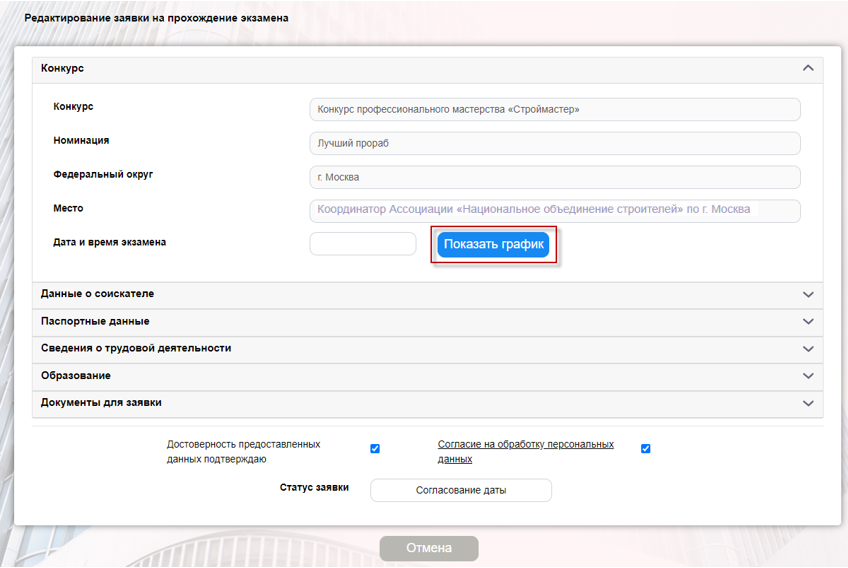 Редактирование заявки на прохождение экзамена
Конкурс
Конкурс
Конкурс профессионального мастерства «Строймастер»
Номинация
Лучший прораб
Федеральный округ
г. Москва
Место
Координатор Ассоциации «Национальное объединение строителей» по г. Москва
Дата и время экзамена
Показать график
Данные о соискателе
Паспортные данные
Сведения о трудовой деятельности
Образование
Документы для заявки
Достоверность предоставленных
данных подтверждаю
Согласие на обработку персональных
данных
Статус заявки
Согласование даты
Отмена